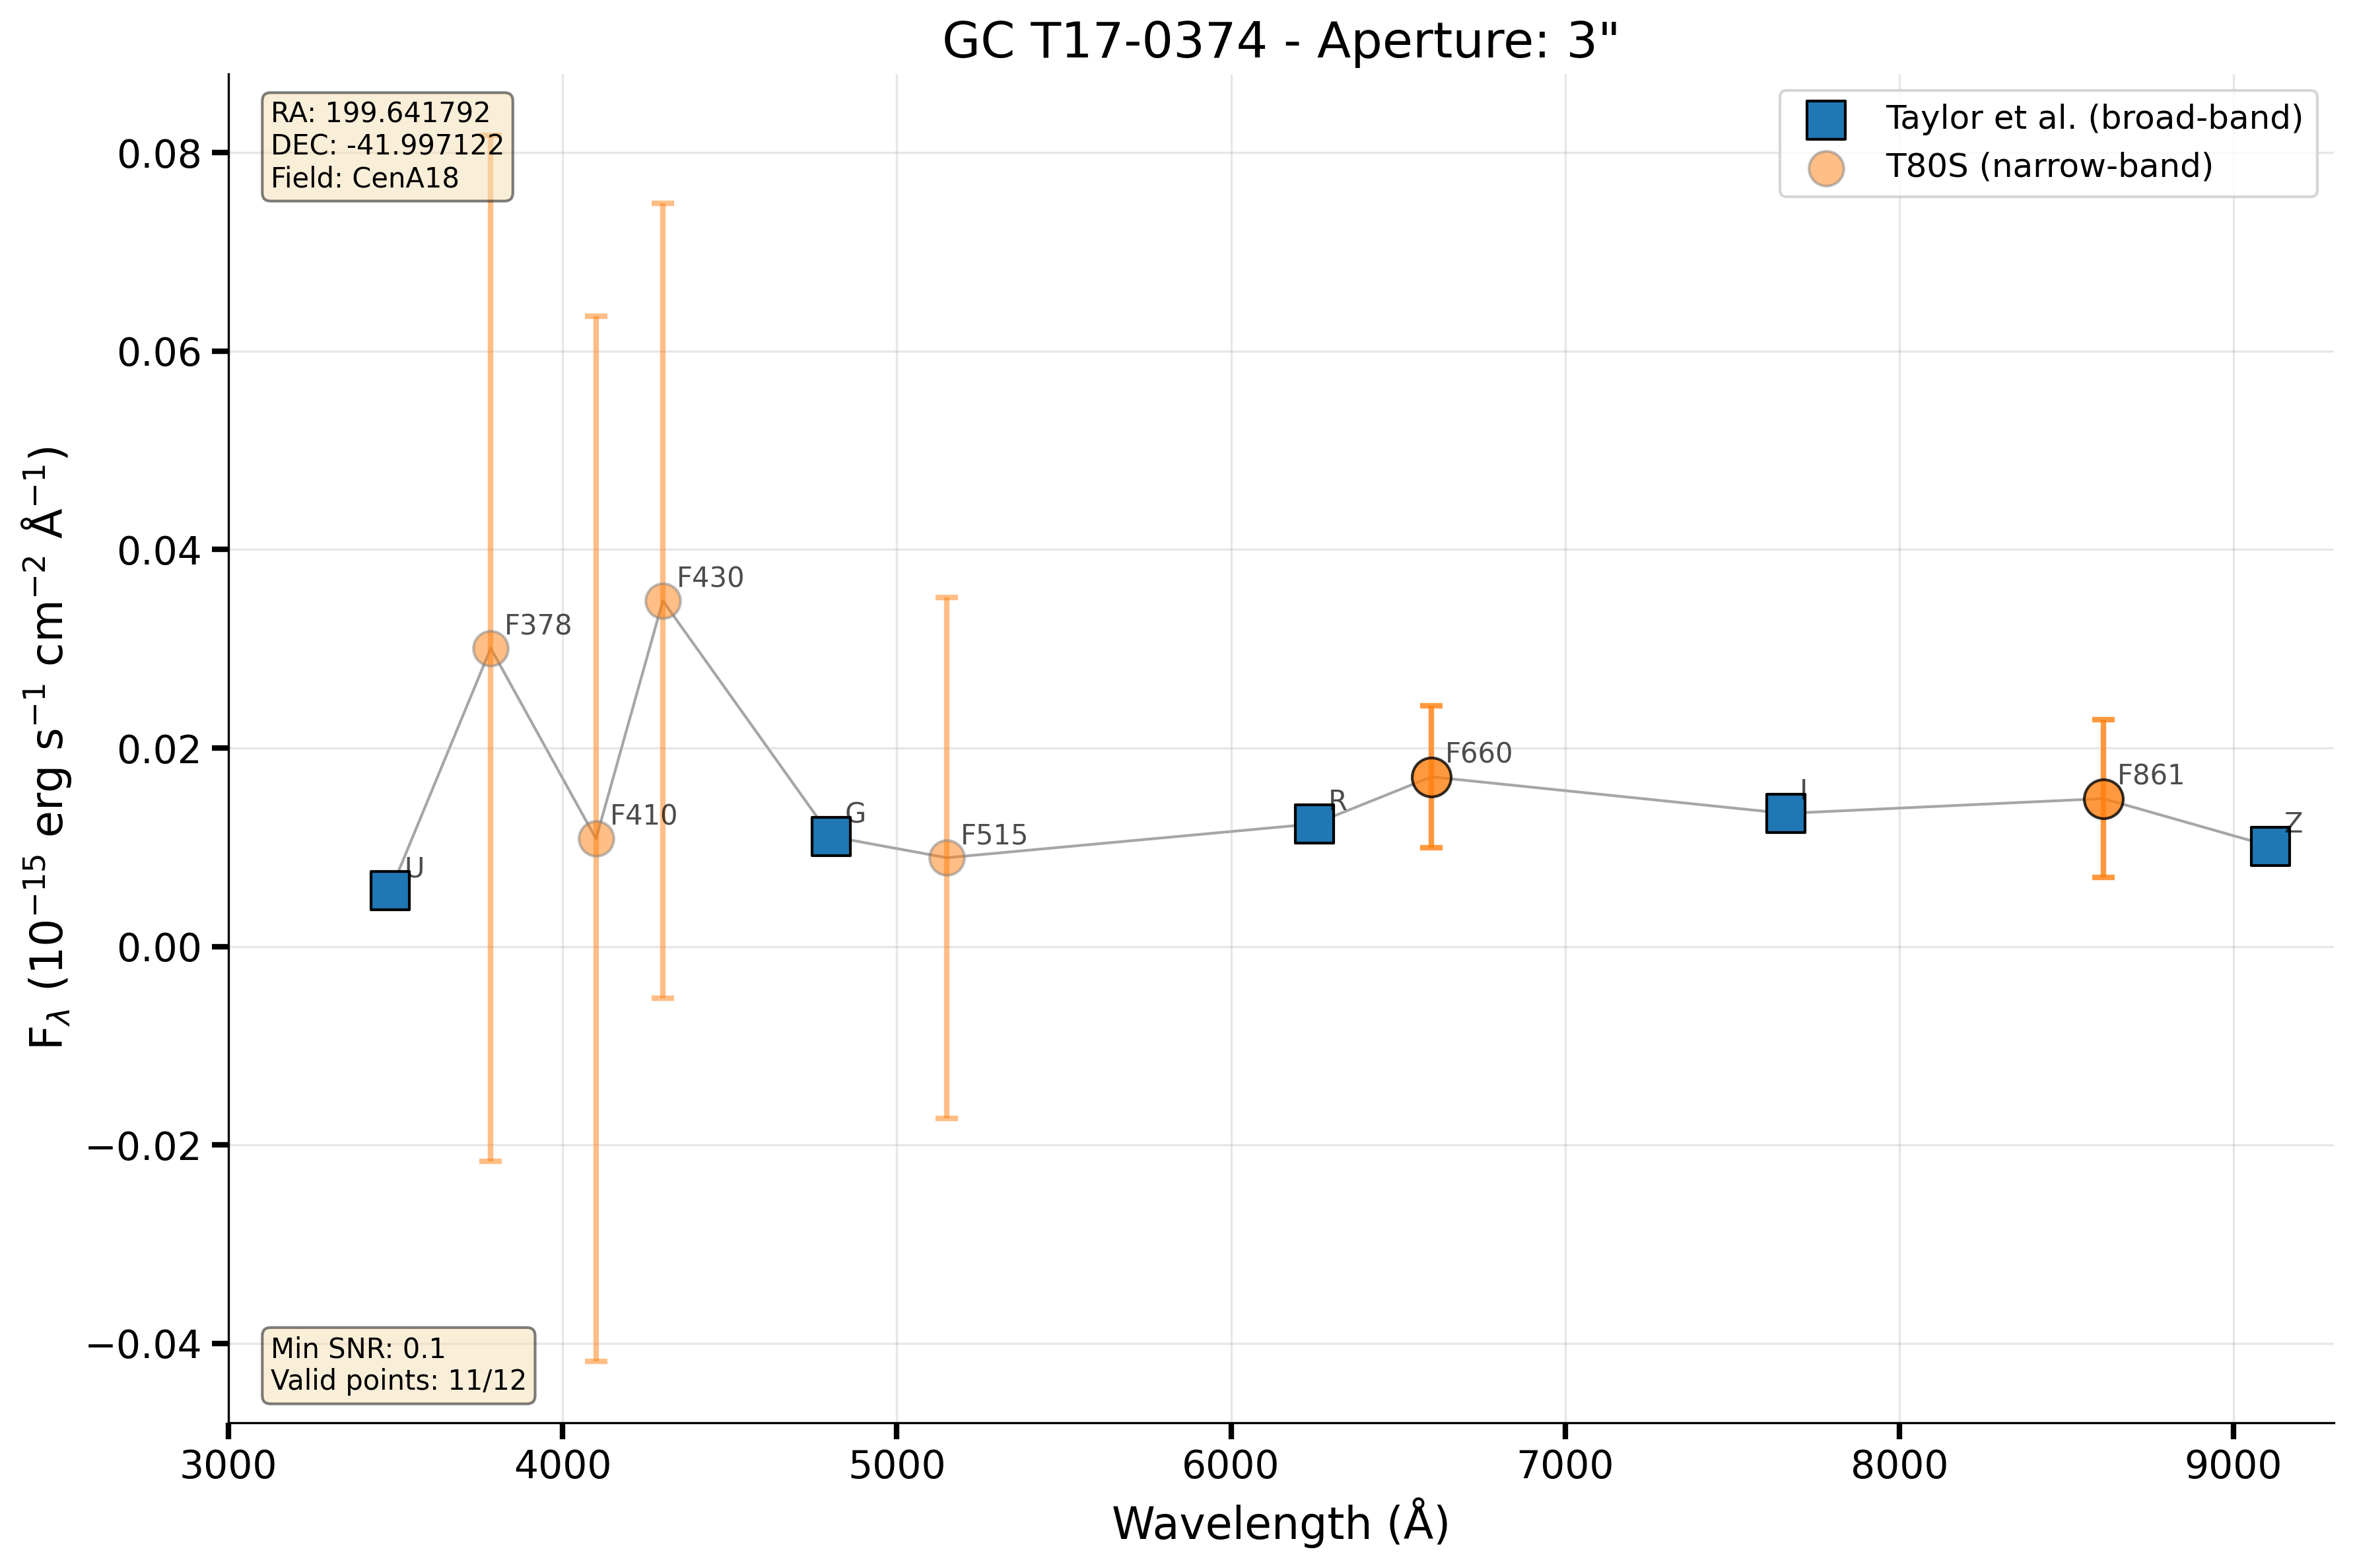 GC T17-0374 - Aperture: 3"
RA: 199.641792
DEC: -41.997122
Field: CenA18
Taylor et al. (broad-band)
T80S (narrow-band)
0.08
0.06
0.04
0.02
0.00
−0.02
−0.04
F$_λ$ (10$^{−15}$ erg s$^{−1}$ cm$^{−2}$ Å$^{−1}$)
U
F378
F410
F430
G
F515
R
F660
I
F861
Z
Min SNR: 0.1
Valid points: 11/12
3000 4000 5000 6000 7000 8000 9000
Wavelength (Å)